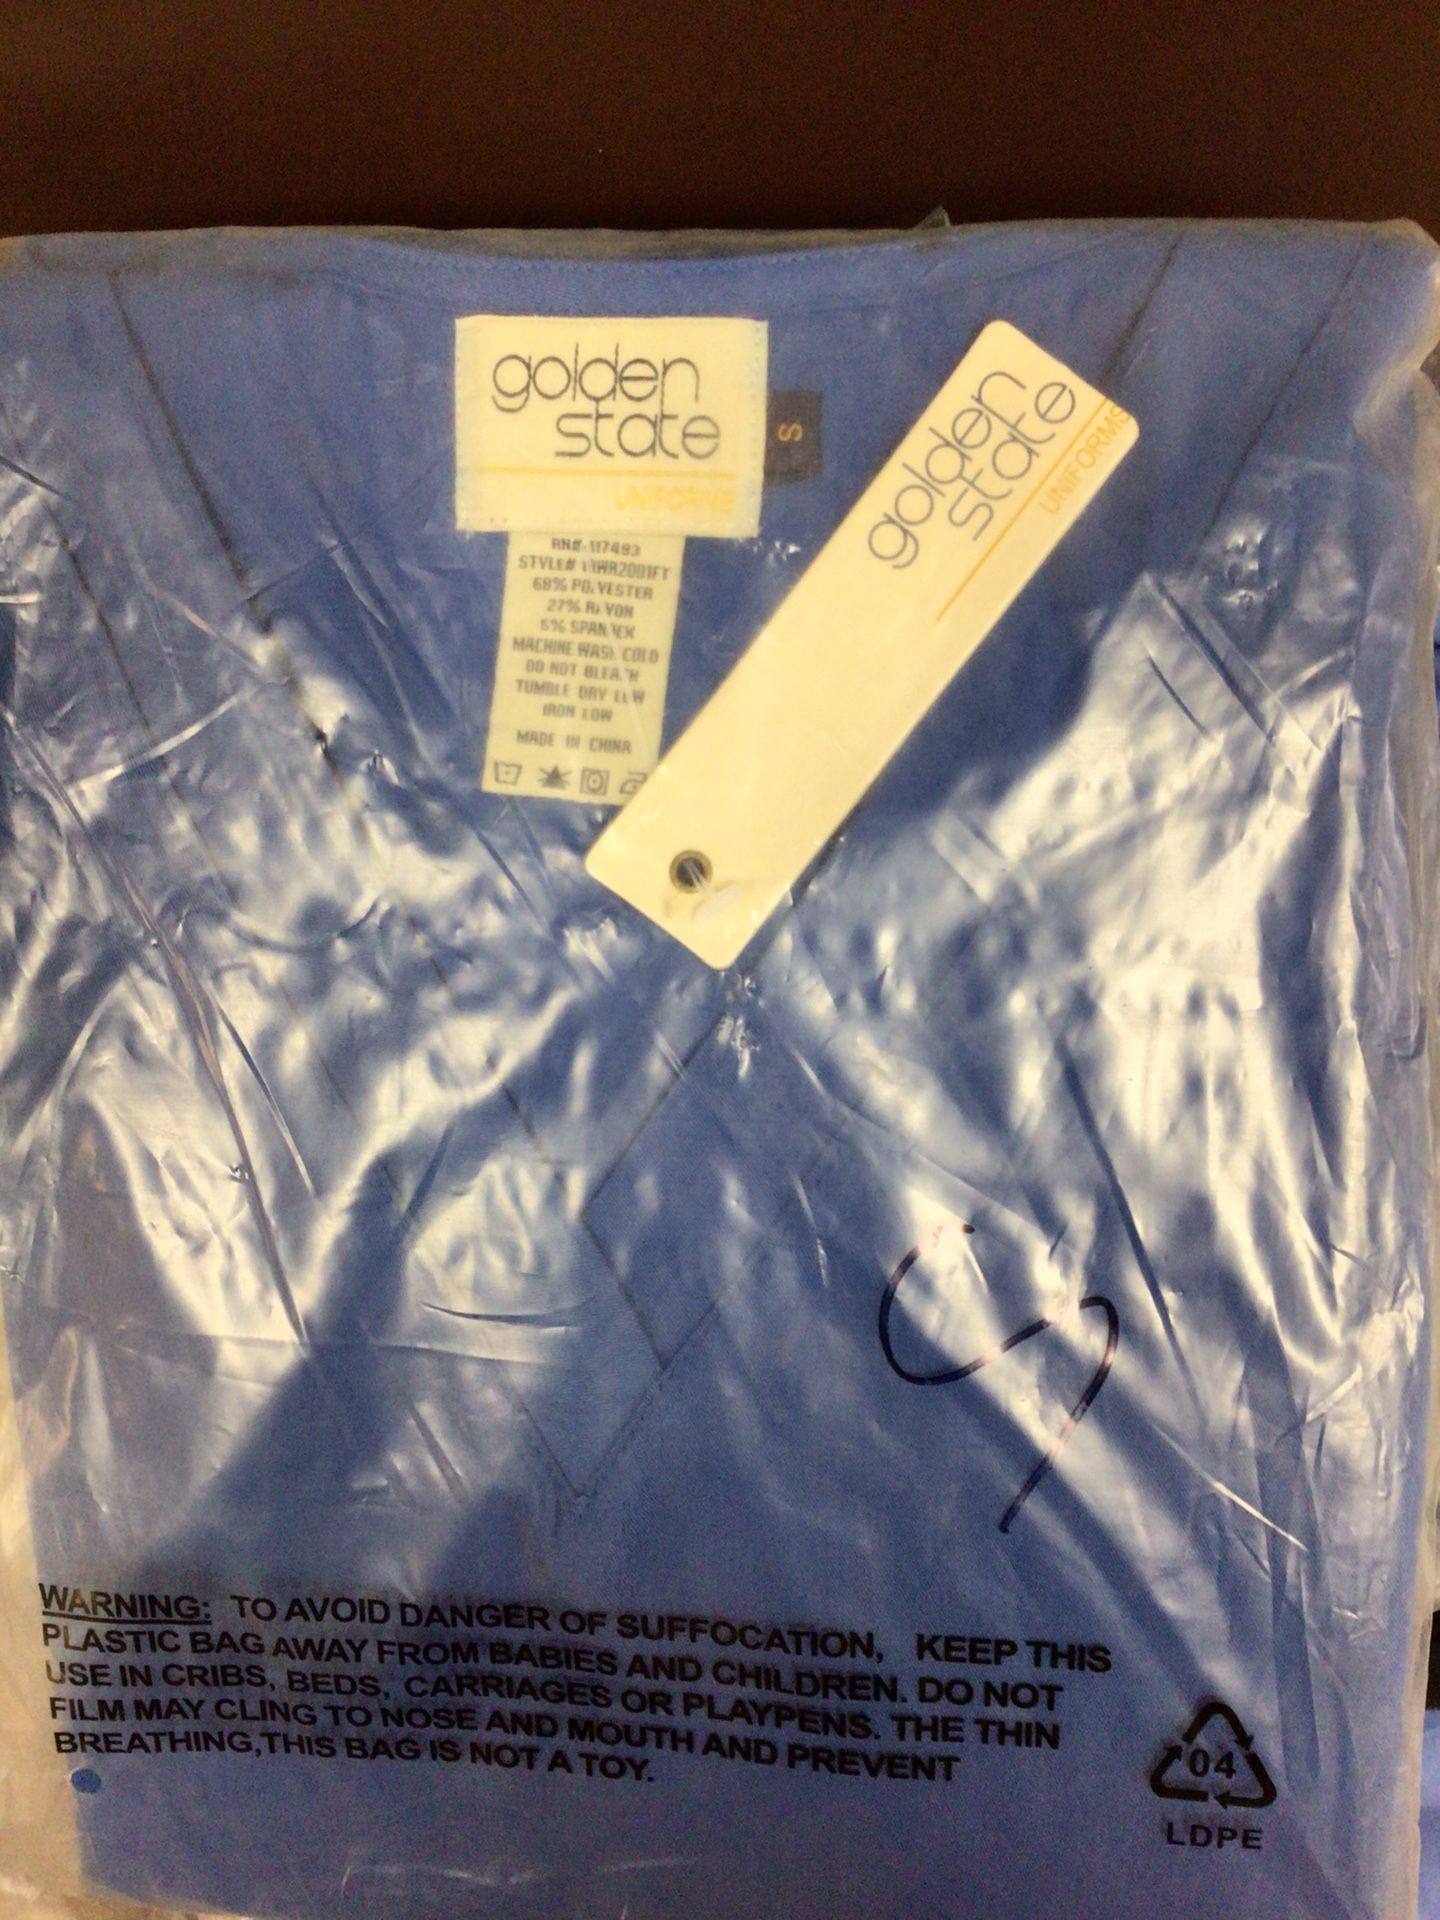 golden
state
UNIFORMS
S
golden
state
UNIFORMS
RN#: 117493
68% POLYESTER
27% RAYON
5% SPANDEX
MACHINE WASH COLD
DO NOT BLEACH
TUMBLE DRY LOW
IRON LOW
MADE IN CHINA
S
WARNING: TO AVOID DANGER OF SUFFOCATION, KEEP THIS
PLASTIC BAG AWAY FROM BABIES AND CHILDREN. DO NOT
USE IN CRIBS, BEDS, CARRIAGES OR PLAYPENS. THE THIN
FILM MAY CLING TO NOSE AND MOUTH AND PREVENT
BREATHING,THIS BAG IS NOT A TOY.
04
LDPE